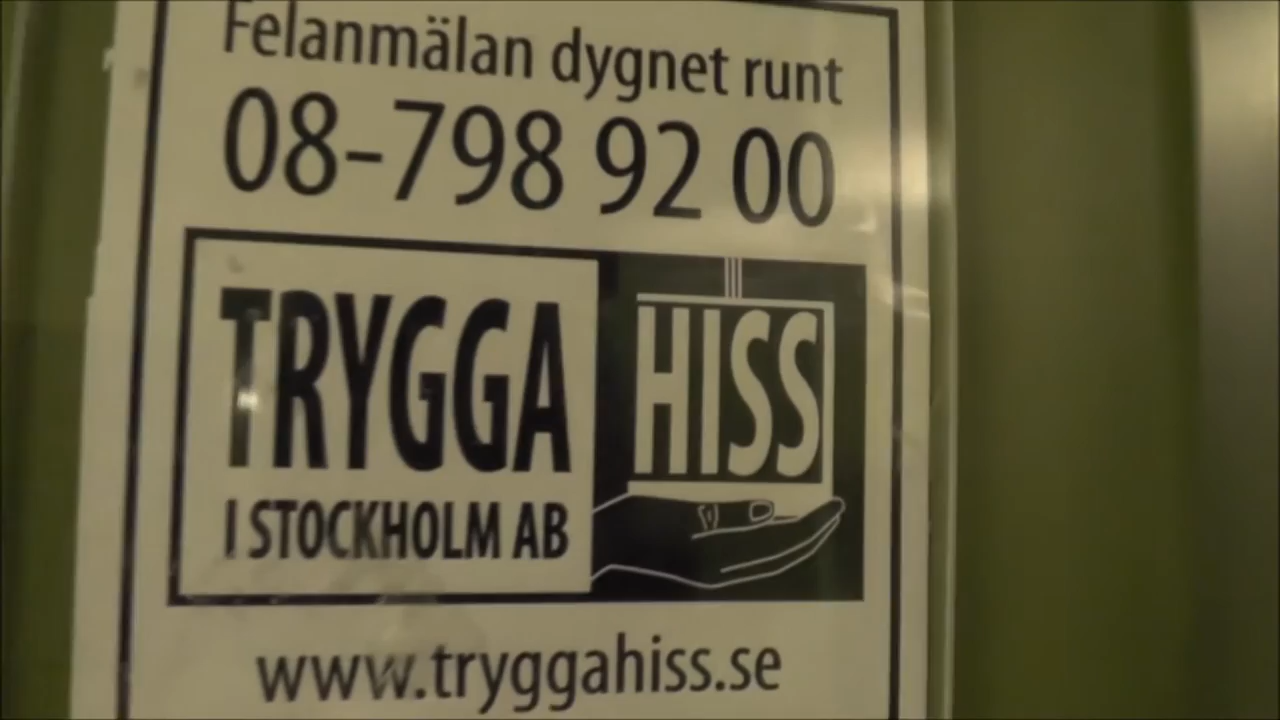 Felanmälan dygnet runt
08-798 92 00
TRYGGA HISS
I STOCKHOLM AB
www.tryggahiss.se